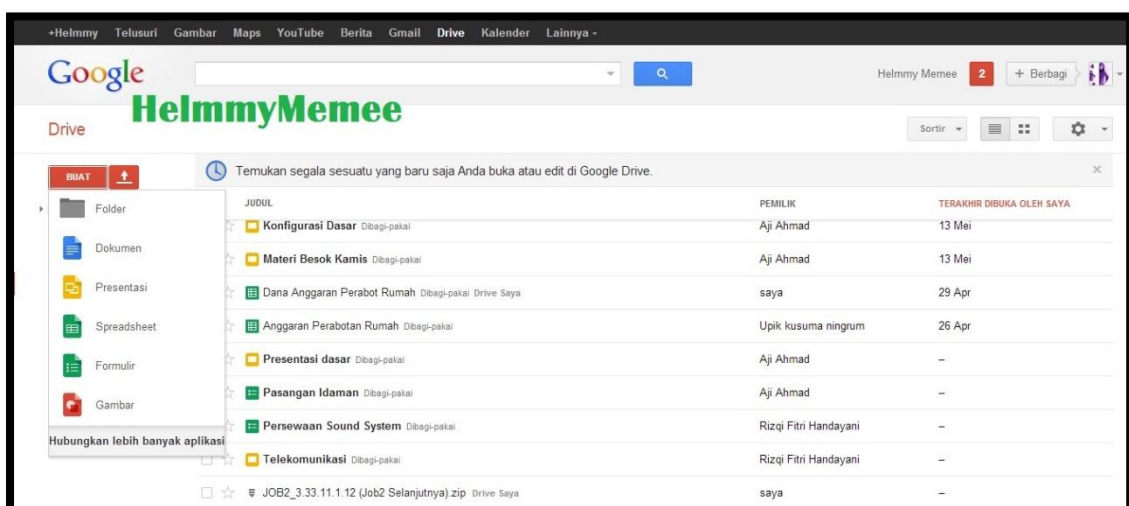 +Helmmy Telusuri Gambar Maps YouTube Berita Gmail Drive Kalender Lainnya
Google Helmmy Memee 2 + Berbagi
HelmmyMemee
Drive Sortir
BUAT Temukan segala sesuatu yang baru saja Anda buka atau edit di Google Drive. ×
JUDUL PEMILIK TERAKHIR DIBUKA OLEH SAYA
Folder
Konfigurasi Dasar Dibagi-pakai Aji Ahmad 13 Mei
Dokumen
Materi Besok Kamis Dibagi-pakai Aji Ahmad 13 Mei
Presentasi
Dana Anggaran Perabot Rumah Dibagi-pakai Drive Saya saya 29 Apr
Spreadsheet
Anggaran Perabotan Rumah Dibagi-pakai Upik kusuma ningrum 26 Apr
Formulir
Presentasi dasar Dibagi-pakai Aji Ahmad –
Pasangan Idaman Dibagi-pakai Aji Ahmad –
Gambar
Persewaan Sound System Dibagi-pakai Rizqi Fitri Handayani –
Hubungkan lebih banyak aplikasi
Telekomunikasi Dibagi-pakai Rizqi Fitri Handayani –
JOB2_3.33.11.1.12 (Job2 Selanjutnya).zip Drive Saya saya –